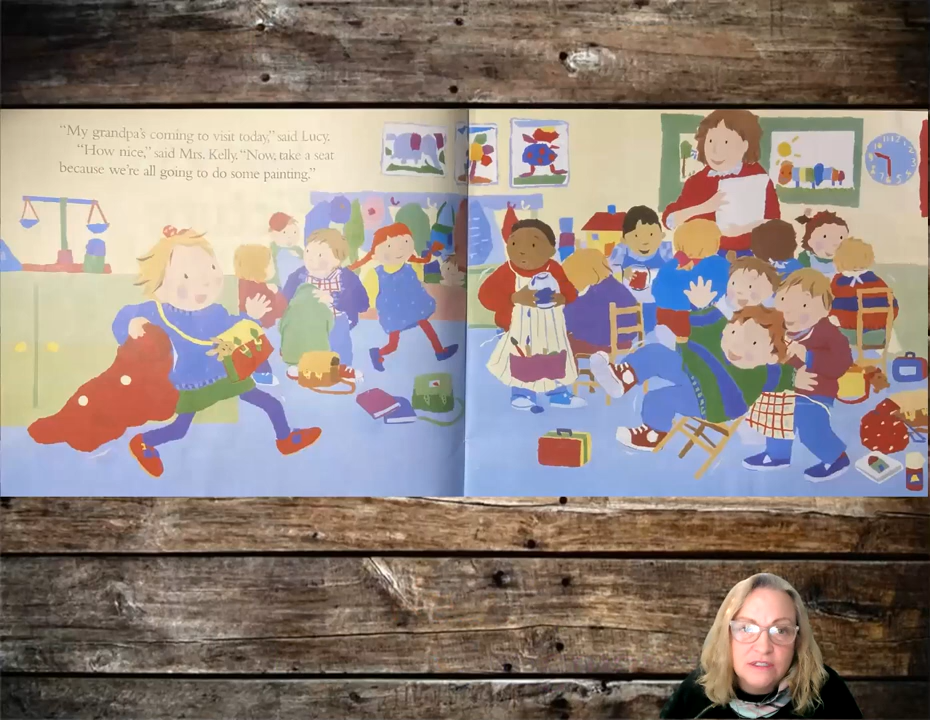 “My grandpa's coming to visit today,” said Lucy.
“How nice,” said Mrs. Kelly. “Now, take a seat
because we're all going to do some painting.”